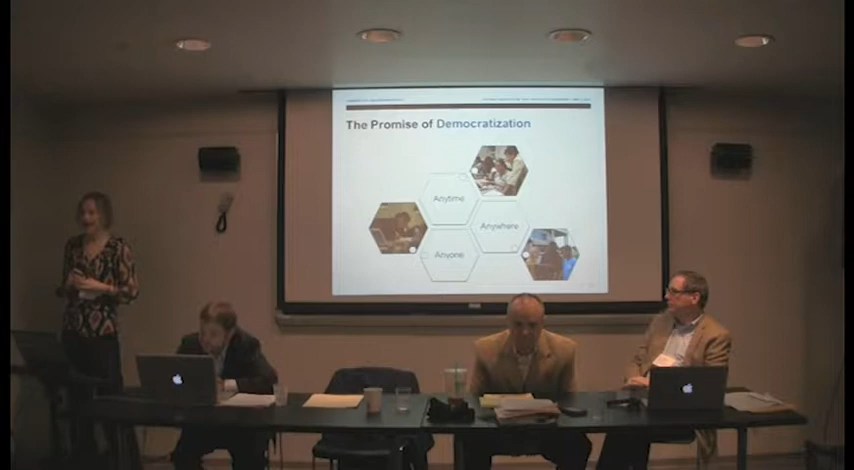 The Promise of Democratization
Anytime
Anywhere
Anyone